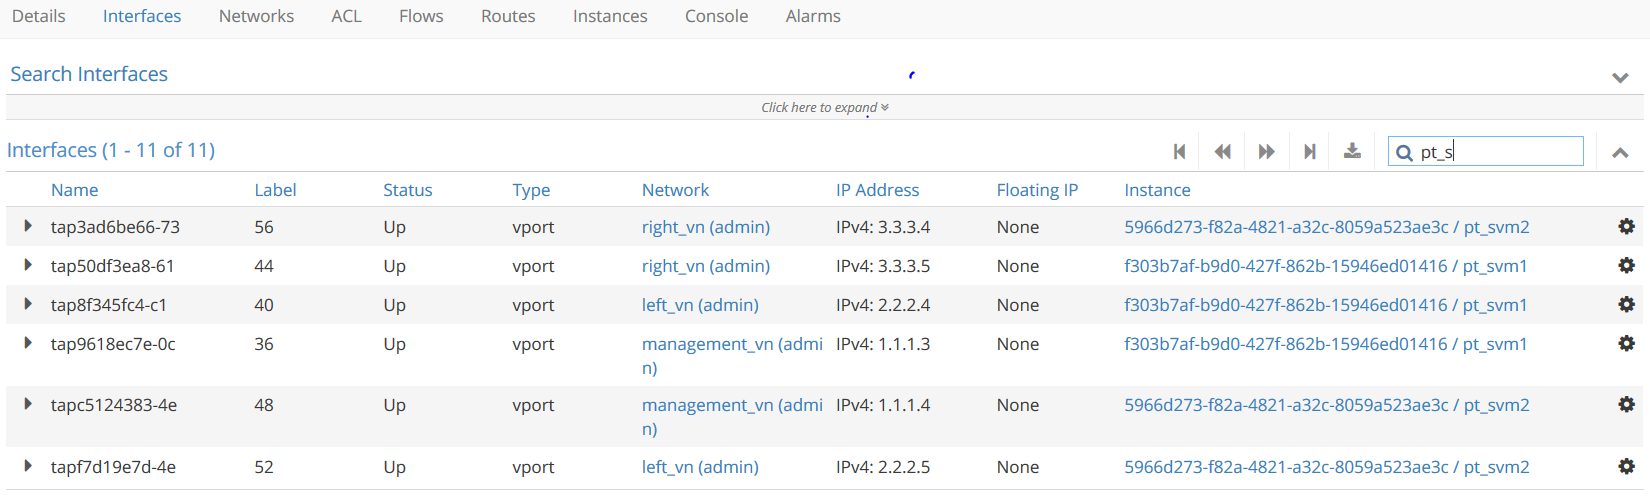 Details Interfaces Networks ACL Flows Routes Instances Console Alarms
Search Interfaces
Click here to expand
Interfaces (1 - 11 of 11) pt_s
Name Label Status Type Network IP Address Floating IP Instance
tap3ad6be66-73 56 Up vport right_vn (admin) IPv4: 3.3.3.4 None 5966d273-f82a-4821-a32c-8059a523ae3c / pt_svm2
tap50df3ea8-61 44 Up vport right_vn (admin) IPv4: 3.3.3.5 None f303b7af-b9d0-427f-862b-15946ed01416 / pt_svm1
tap8f345fc4-c1 40 Up vport left_vn (admin) IPv4: 2.2.2.4 None f303b7af-b9d0-427f-862b-15946ed01416 / pt_svm1
tap9618ec7e-0c 36 Up vport management_vn (admi IPv4: 1.1.1.3 None f303b7af-b9d0-427f-862b-15946ed01416 / pt_svm1
n)
tapc5124383-4e 48 Up vport management_vn (admi IPv4: 1.1.1.4 None 5966d273-f82a-4821-a32c-8059a523ae3c / pt_svm2
n)
tapf7d19e7d-4e 52 Up vport left_vn (admin) IPv4: 2.2.2.5 None 5966d273-f82a-4821-a32c-8059a523ae3c / pt_svm2